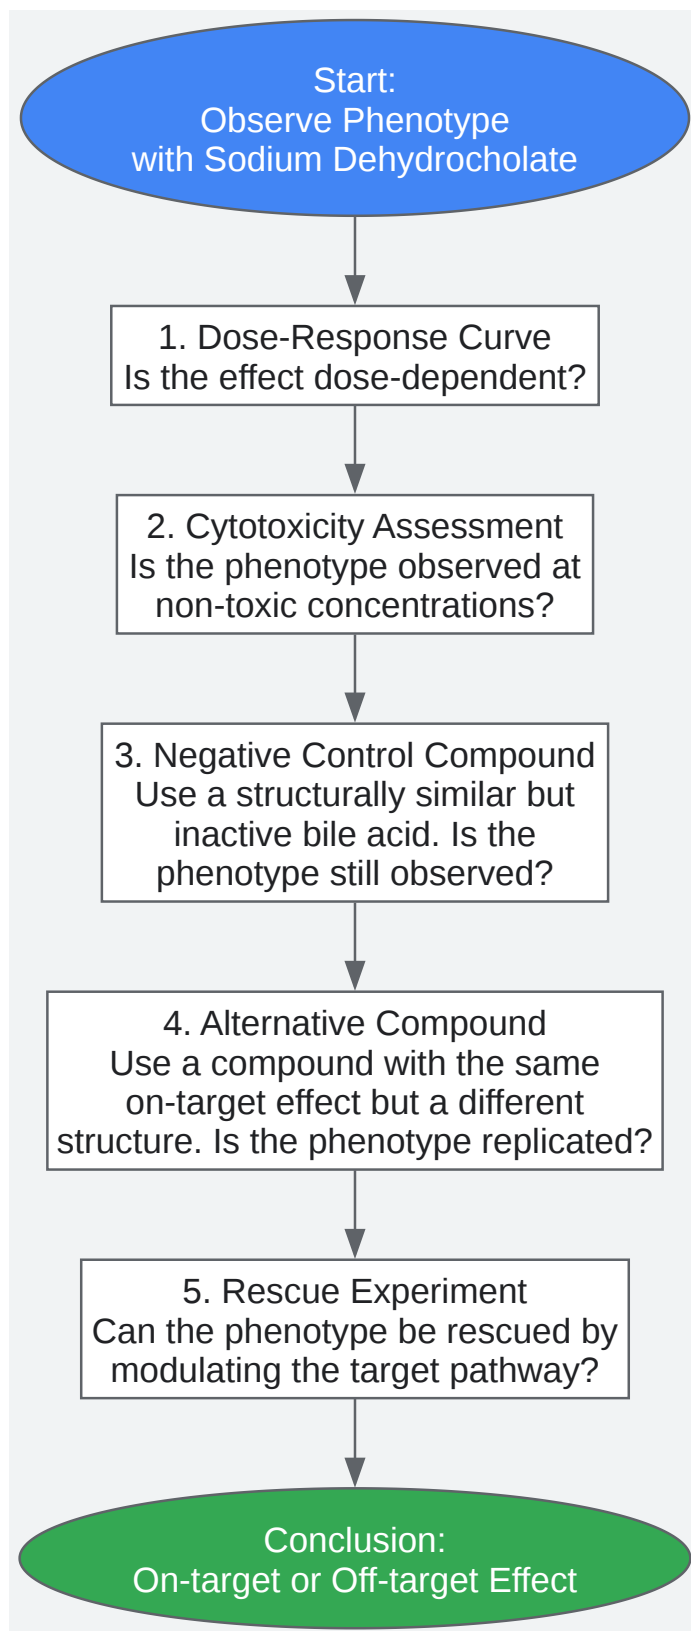 Start:
Observe Phenotype
with Sodium Dehydrocholate
1. Dose-Response Curve
Is the effect dose-dependent?
2. Cytotoxicity Assessment
Is the phenotype observed at
non-toxic concentrations?
3. Negative Control Compound
Use a structurally similar but
inactive bile acid. Is the
phenotype still observed?
4. Alternative Compound
Use a compound with the same
on-target effect but a different
structure. Is the phenotype replicated?
5. Rescue Experiment
Can the phenotype be rescued by
modulating the target pathway?
Conclusion:
On-target or Off-target Effect